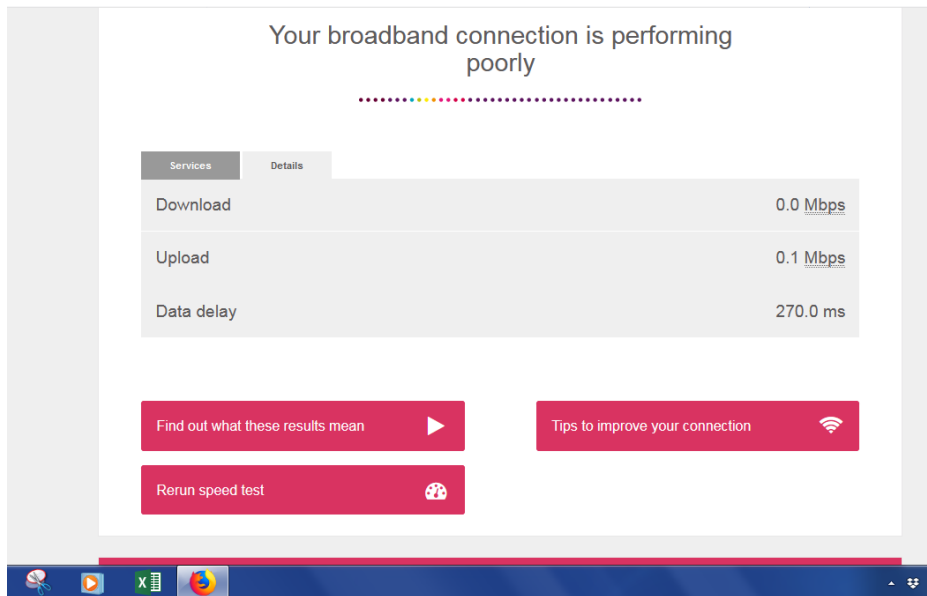 Your broadband connection is performing
poorly
Services Details
Download 0.0 Mbps
Upload 0.1 Mbps
Data delay 270.0 ms
Find out what these results mean
Tips to improve your connection
Rerun speed test